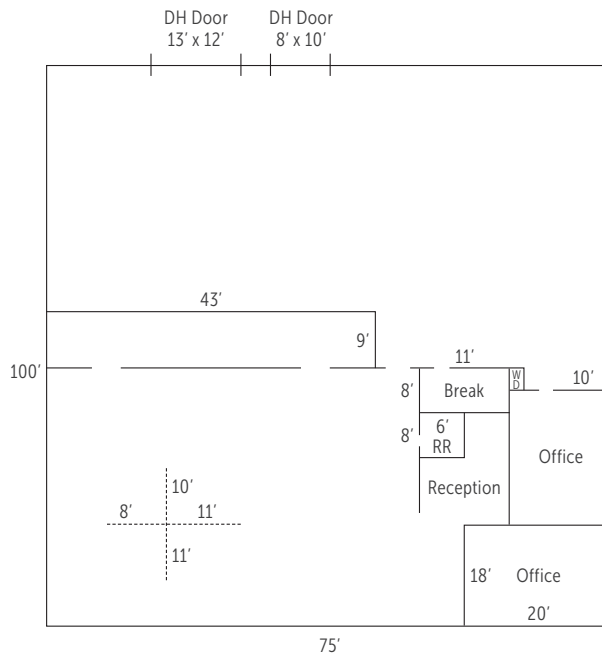 DH Door
13’ x 12’
DH Door
8’ x 10’
43’
9’
100’
11’
W
D
10’
8’
Break
8’
6’
RR
Office
Reception
10’
8’
11’
11’
18’
Office
20’
75’